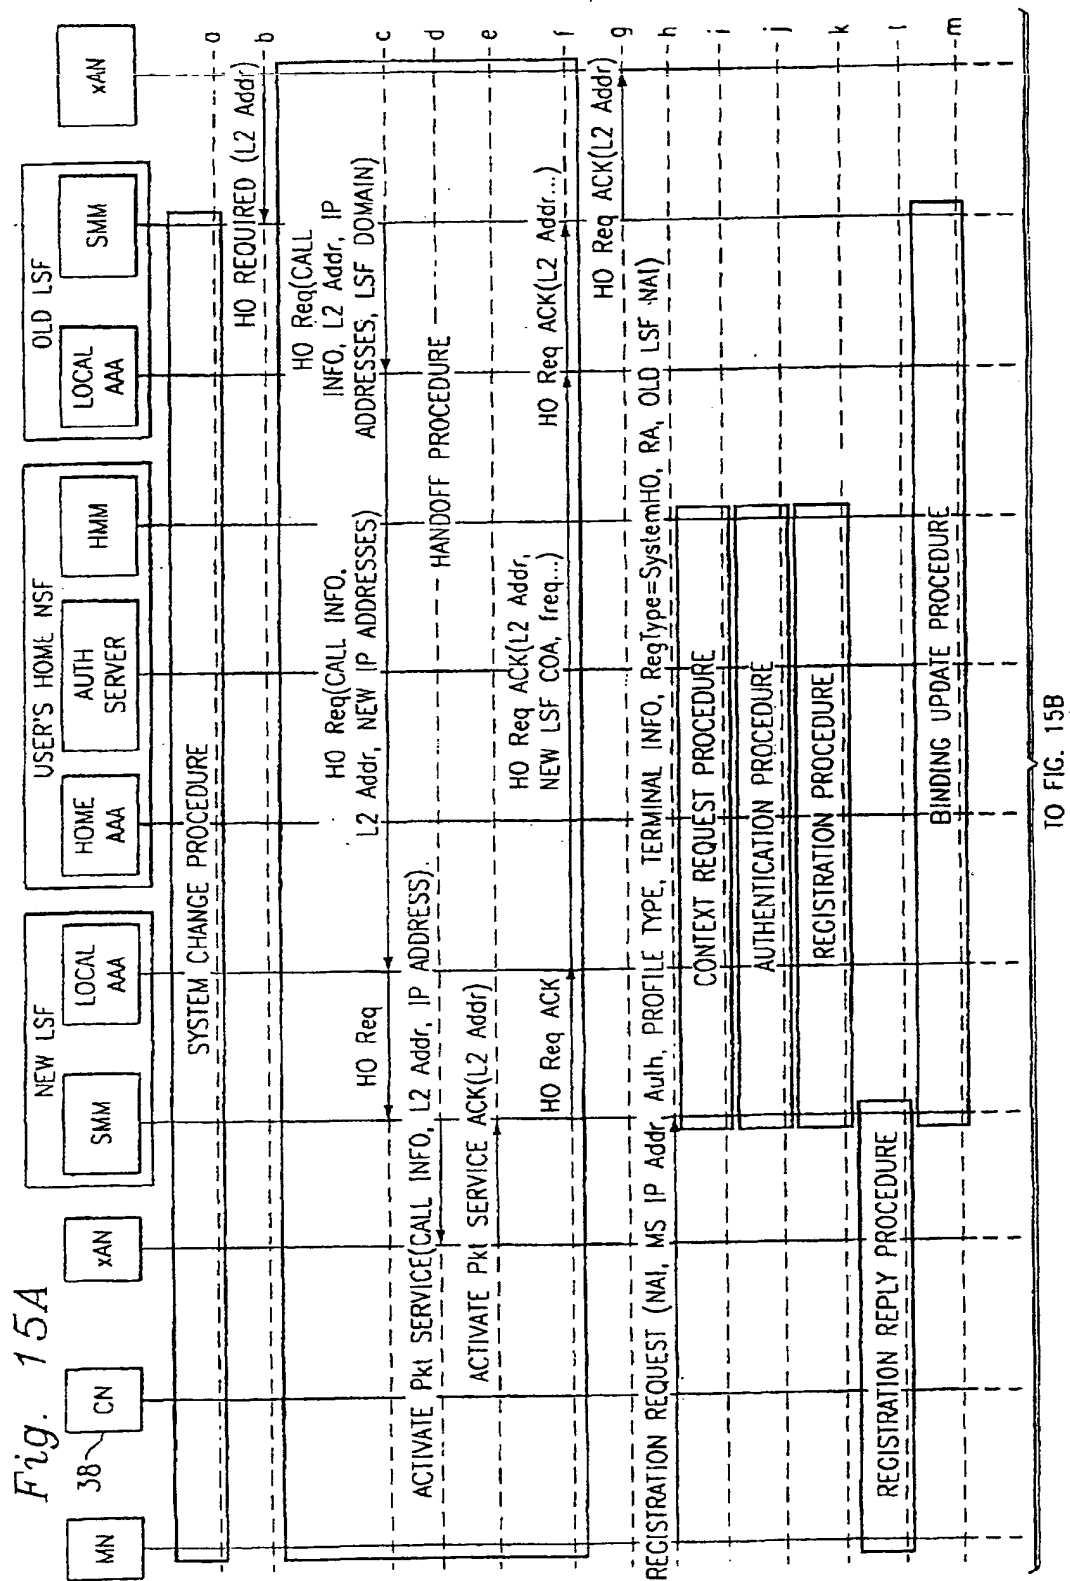 Fig. 15A
38
MN
CN
xAN
NEW LSF
SMM
LOCAL
AAA
USER'S HOME NSF
HOME
AAA
AUTH
SERVER
HMM
OLD LSF
LOCAL
AAA
SMM
xAN
SYSTEM CHANGE PROCEDURE
a
HO REQUIRED (L2 Addr)
b
HO Req
HO Req(CALL INFO,
L2 Addr, NEW IP ADDRESSES)
HO Req(CALL
INFO, L2 Addr, IP
ADDRESSES, LSF DOMAIN)
c
ACTIVATE Pkt SERVICE(CALL INFO, L2 Addr, IP ADDRESS)
HANDOFF PROCEDURE
d
ACTIVATE Pkt SERVICE ACK(L2 Addr)
e
HO Req ACK
HO Req ACK(L2 Addr,
NEW LSF COA, freq...)
HO Req ACK(L2 Addr...)
f
HO Req ACK(L2 Addr)
g
REGISTRATION REQUEST (NAI, MS IP Addr, Auth, PROFILE TYPE, TERMINAL INFO, RegType=SystemHO, RA, OLD LSF NAI)
h
CONTEXT REQUEST PROCEDURE
i
AUTHENTICATION PROCEDURE
j
REGISTRATION PROCEDURE
k
REGISTRATION REPLY PROCEDURE
l
BINDING UPDATE PROCEDURE
m
TO FIG. 15B